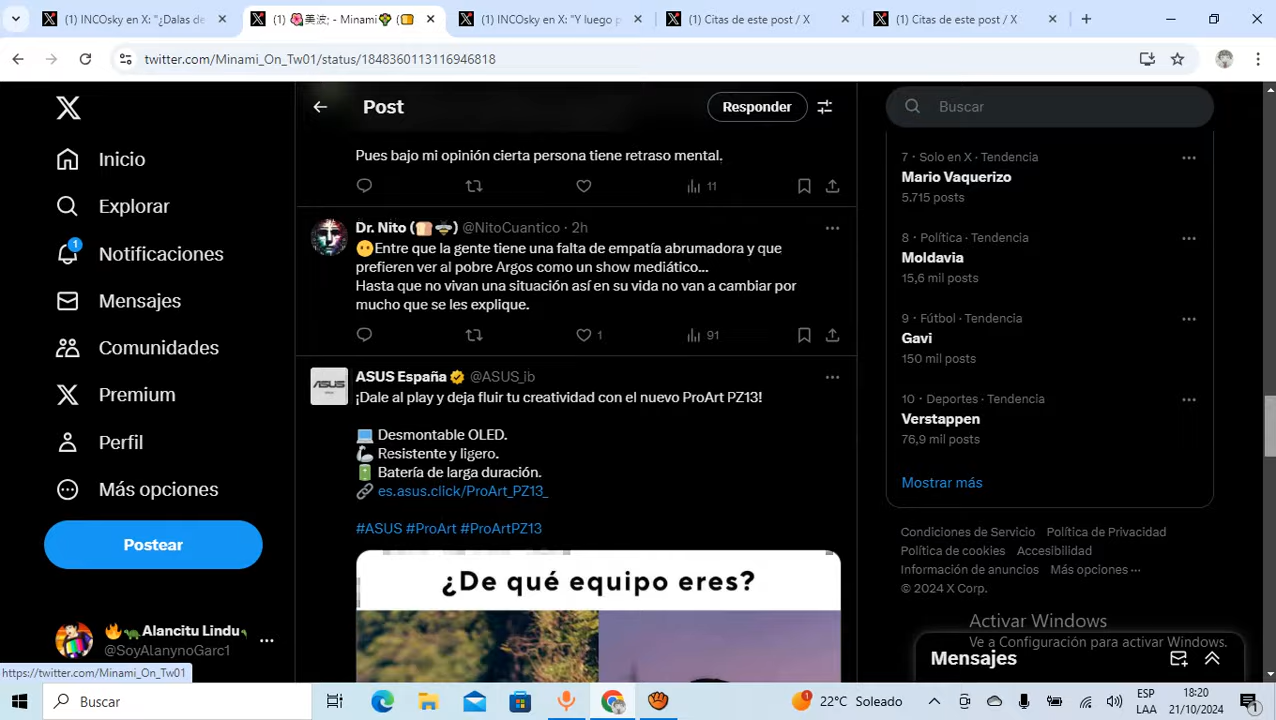 (1) INCOsky en X: "¿Dalas de
(1) 🌺美波; - Minami🌳 (
(1) INCOsky en X: "Y luego p
(1) Citas de este post / X
(1) Citas de este post / X
twitter.com/Minami_On_Tw01/status/1848360113116946818
Inicio
Explorar
1
Notificaciones
Mensajes
Comunidades
Premium
Perfil
Más opciones
Postear
🔥🐊Alancitu Lindu
@SoyAlanynoGarc1
https://twitter.com/Minami_On_Tw01
Post
Responder
Pues bajo mi opinión cierta persona tiene retraso mental.
11
Dr. Nito (🍞🐝) @NitoCuantico · 2h
😶Entre que la gente tiene una falta de empatía abrumadora y que
prefieren ver al pobre Argos como un show mediático...
Hasta que no vivan una situación así en su vida no van a cambiar por
mucho que se les explique.
1
91
ASUS España @ASUS_ib
¡Dale al play y deja fluir tu creatividad con el nuevo ProArt PZ13!
💻 Desmontable OLED.
🦾 Resistente y ligero.
🔋 Batería de larga duración.
🔗 es.asus.click/ProArt_PZ13_
#ASUS #ProArt #ProArtPZ13
¿De qué equipo eres?
Buscar
7 · Solo en X · Tendencia
Mario Vaquerizo
5.715 posts
8 · Política · Tendencia
Moldavia
15,6 mil posts
9 · Fútbol · Tendencia
Gavi
150 mil posts
10 · Deportes · Tendencia
Verstappen
76,9 mil posts
Mostrar más
Condiciones de Servicio Política de Privacidad
Política de cookies Accesibilidad
Información de anuncios Más opciones ···
© 2024 X Corp.
Activar Windows
Ve a Configuración para activar Windows.
Mensajes
Buscar
1
22°C Soleado
ESP
LAA
18:20
21/10/2024
1